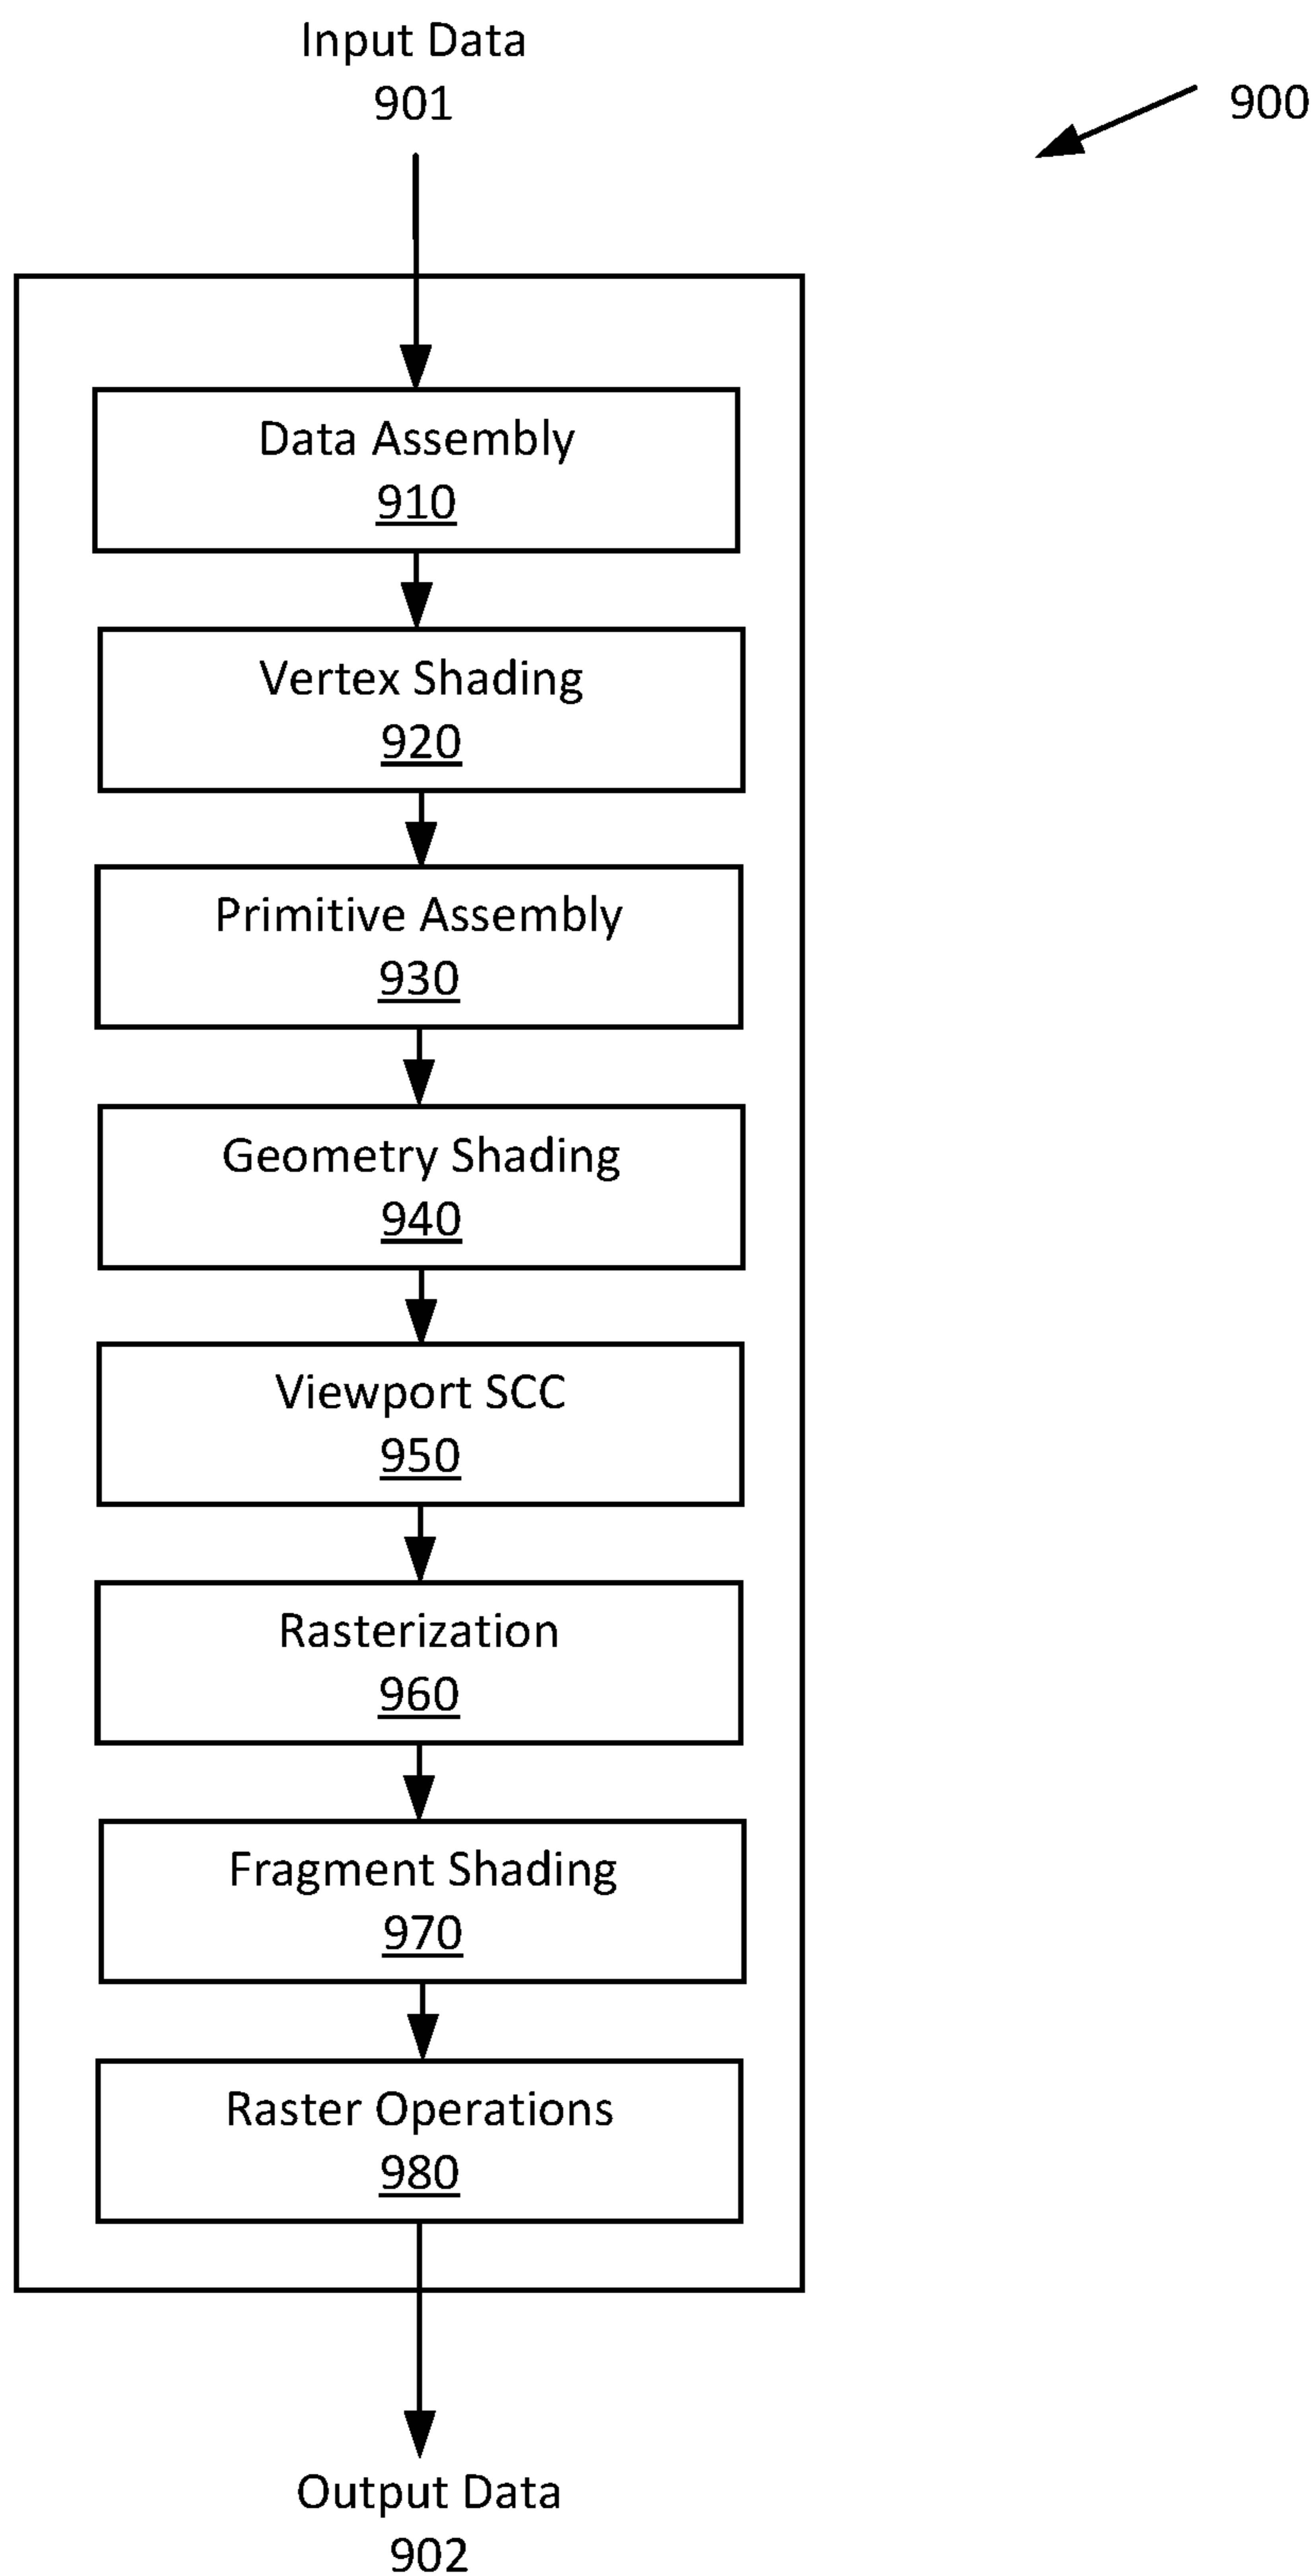 Input Data
901
900
Data Assembly
910
Vertex Shading
920
Primitive Assembly
930
Geometry Shading
940
Viewport SCC
950
Rasterization
960
Fragment Shading
970
Raster Operations
980
Output Data
902